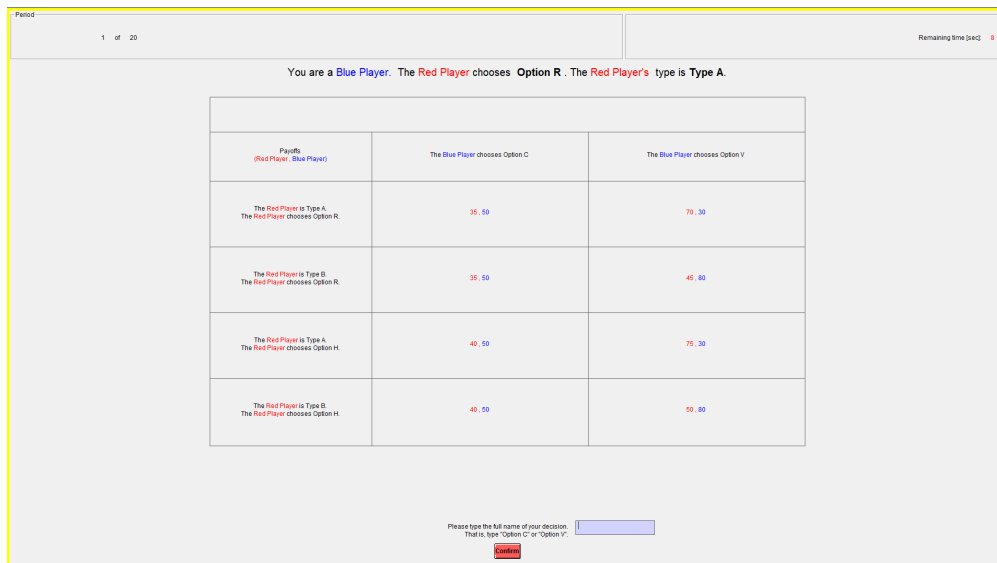 Period
1 of 20
Remaining time [sec]: 8
You are a Blue Player. The Red Player chooses Option R . The Red Player's type is Type A.
Payoffs
(Red Player , Blue Player)
The Blue Player chooses Option C
The Blue Player chooses Option V
The Red Player is Type A.
The Red Player chooses Option R.
35 , 50
70 , 30
The Red Player is Type B.
The Red Player chooses Option R.
35 , 50
45 , 80
The Red Player is Type A.
The Red Player chooses Option H.
40 , 50
75 , 30
The Red Player is Type B.
The Red Player chooses Option H.
40 , 50
50 , 80
Please type the full name of your decision.
That is, type "Option C" or "Option V".
Confirm